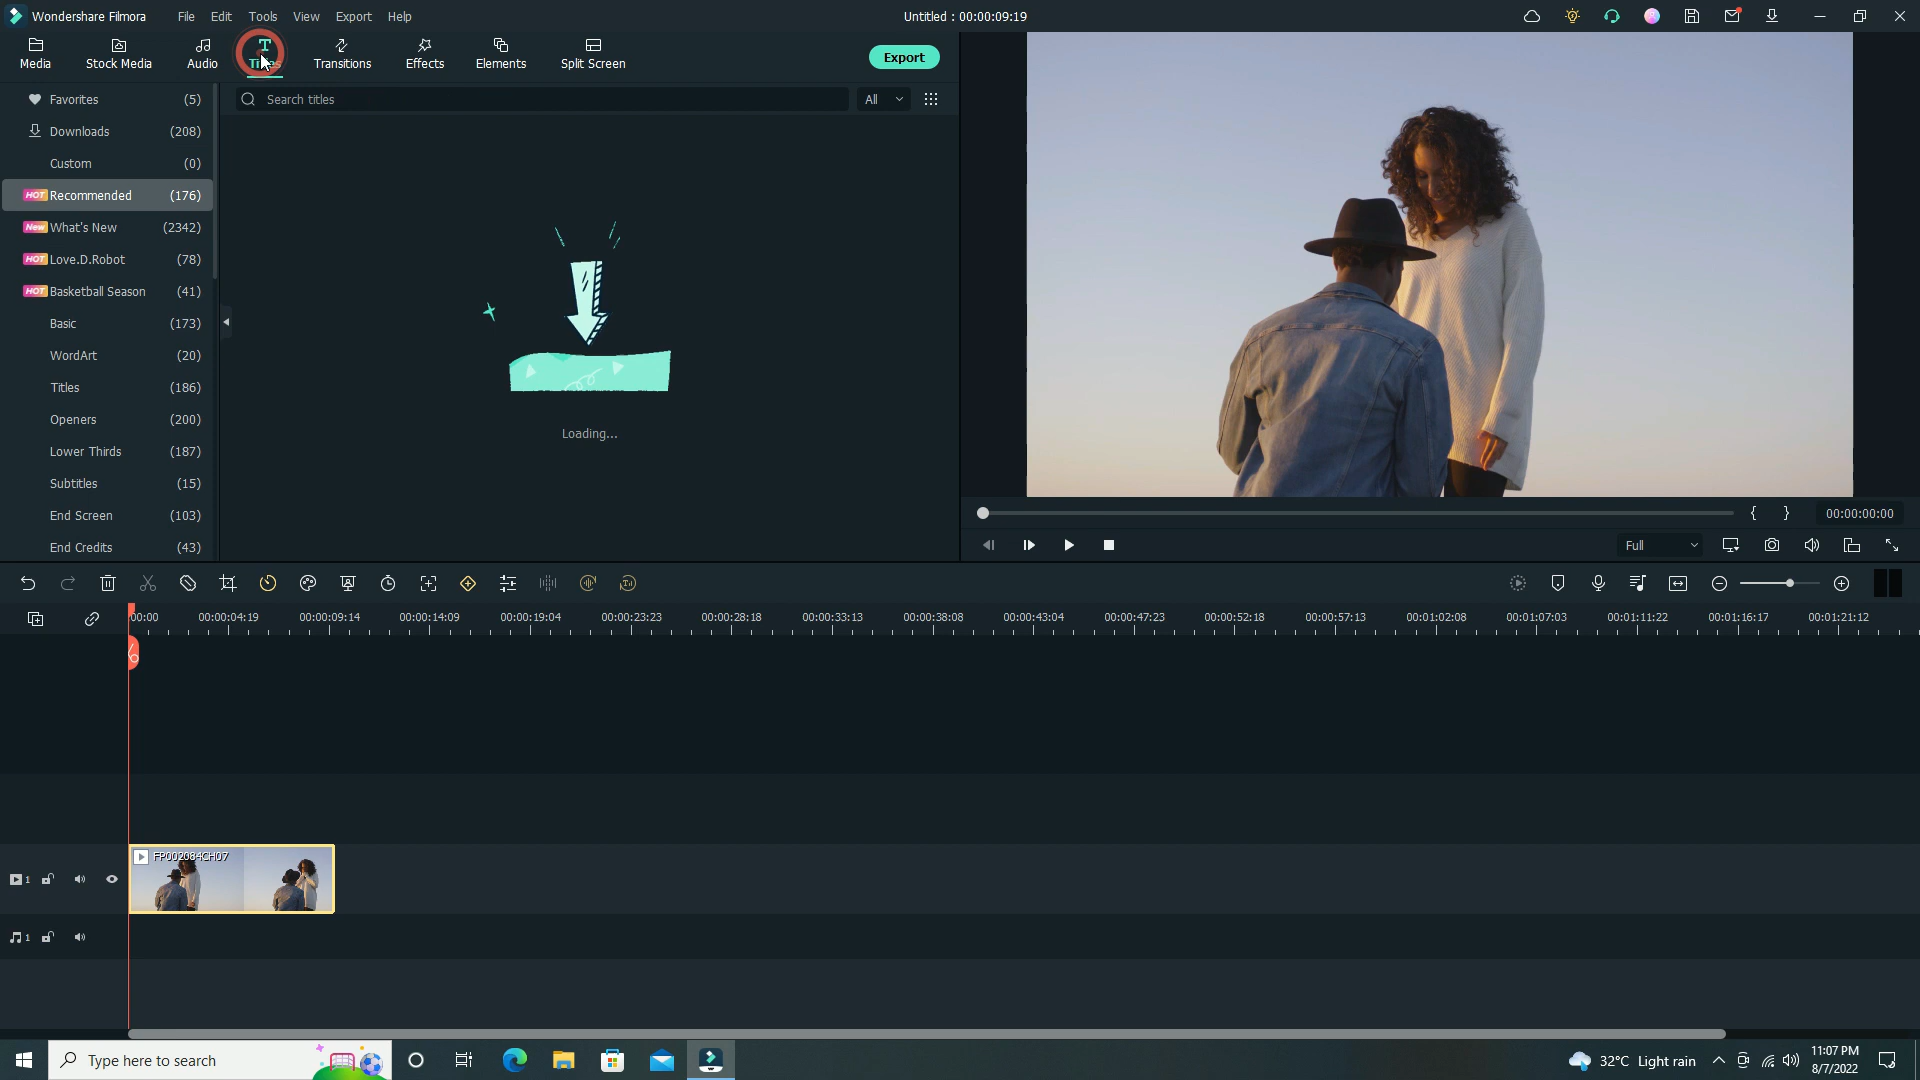 Wondershare Filmora
File Edit Tools View Export Help
Untitled : 00:00:09:19
Media
Stock Media
Audio
Titles
Transitions
Effects
Elements
Split Screen
Export
Search titles
All
Favorites (5)
Downloads (208)
Custom (0)
HOT Recommended (176)
New What's New (2342)
HOT Love.D.Robot (78)
HOT Basketball Season (41)
Basic (173)
WordArt (20)
Titles (186)
Openers (200)
Lower Thirds (187)
Subtitles (15)
End Screen (103)
End Credits (43)
Loading...
{ } 00:00:00:00
Full
00:00 00:00:04:19 00:00:09:14 00:00:14:09 00:00:19:04 00:00:23:23 00:00:28:18 00:00:33:13 00:00:38:08 00:00:43:04 00:00:47:23 00:00:52:18 00:00:57:13 00:01:02:08 00:01:07:03 00:01:11:22 00:01:16:17 00:01:21:12
FP002084CH07
1
1
Type here to search
32°C Light rain
11:07 PM
8/7/2022